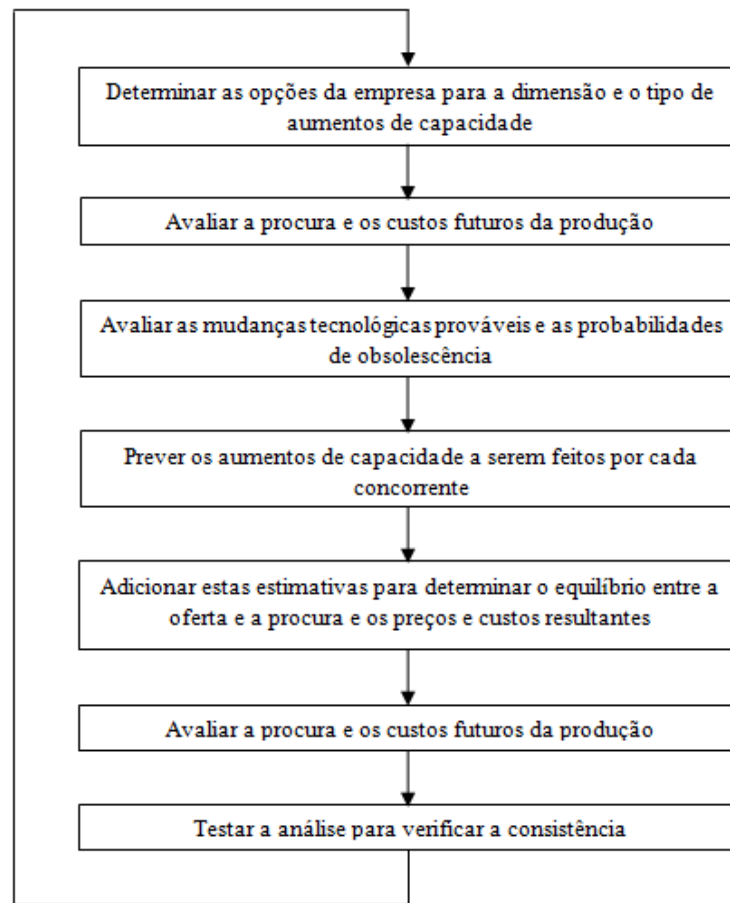 Determinar as opções da empresa para a dimensão e o tipo de
aumentos de capacidade
Avaliar a procura e os custos futuros da produção
Avaliar as mudanças tecnológicas prováveis e as probabilidades
de obsolescência
Prever os aumentos de capacidade a serem feitos por cada
concorrente
Adicionar estas estimativas para determinar o equilíbrio entre a
oferta e a procura e os preços e custos resultantes
Avaliar a procura e os custos futuros da produção
Testar a análise para verificar a consistência